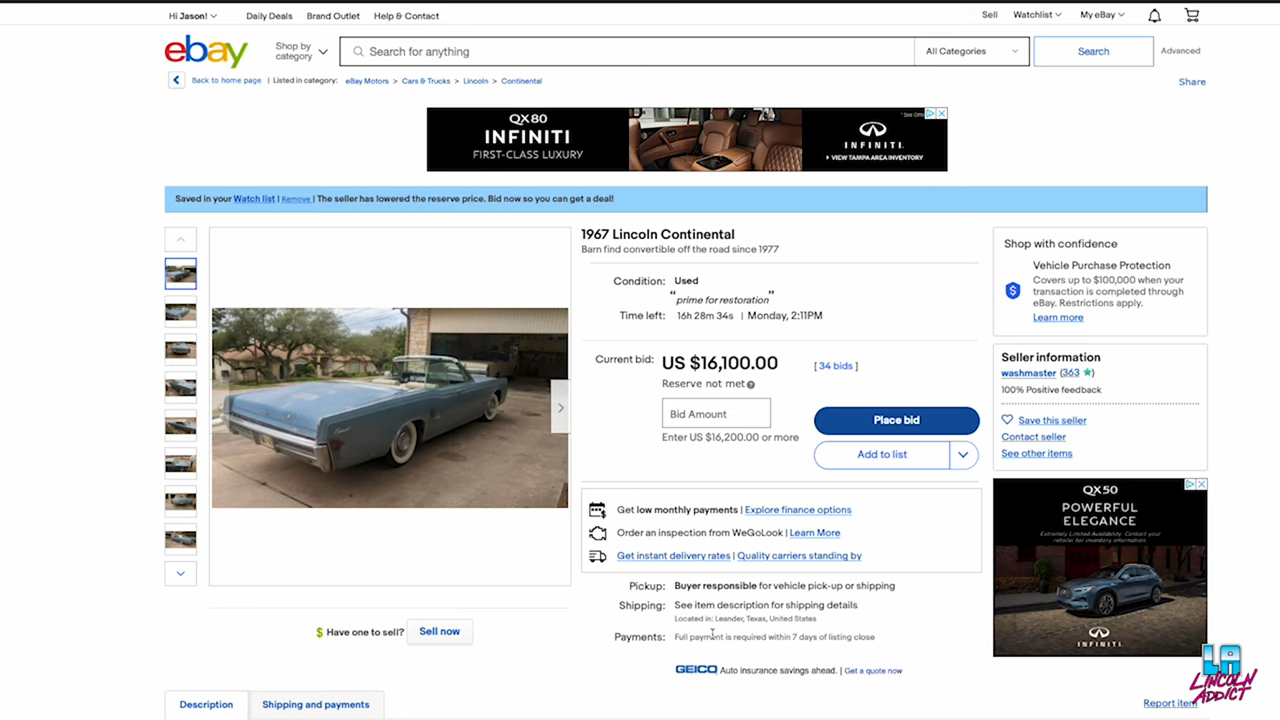 Hi Jason!
Daily Deals
Brand Outlet
Help & Contact
Sell
Watchlist
My eBay
ebay
Shop by
category
Search for anything
All Categories
Search
Advanced
Back to home page | Listed in category: eBay Motors > Cars & Trucks > Lincoln > Continental
Share
QX80
INFINITI
FIRST-CLASS LUXURY
INFINITI
VIEW TAMPA AREA INVENTORY
Saved in your Watch list | Remove | The seller has lowered the reserve price. Bid now so you can get a deal!
1967 Lincoln Continental
Barn find convertible off the road since 1977
Condition: Used
“prime for restoration”
Time left: 16h 28m 34s | Monday, 2:11PM
Current bid: US $16,100.00
[ 34 bids ]
Reserve not met
Bid Amount
Enter US $16,200.00 or more
Place bid
Add to list
Get low monthly payments | Explore finance options
Order an inspection from WeGoLook | Learn More
Get instant delivery rates | Quality carriers standing by
Pickup: Buyer responsible for vehicle pick-up or shipping
Shipping: See item description for shipping details
Located in: Leander, Texas, United States
Payments: Full payment is required within 7 days of listing close
GEICO Auto insurance savings ahead. | Get a quote now
$ Have one to sell? Sell now
Shop with confidence
Vehicle Purchase Protection
Covers up to $100,000 when your
transaction is completed through
eBay. Restrictions apply.
Learn more
Seller information
washmaster (363 ★)
100% Positive feedback
Save this seller
Contact seller
See other items
QX50
POWERFUL
ELEGANCE
Extremely Limited Availability. Contact your
retailer for inventory information.
INFINITI
LA
LINCOLN
ADDICT
Description
Shipping and payments
Report item